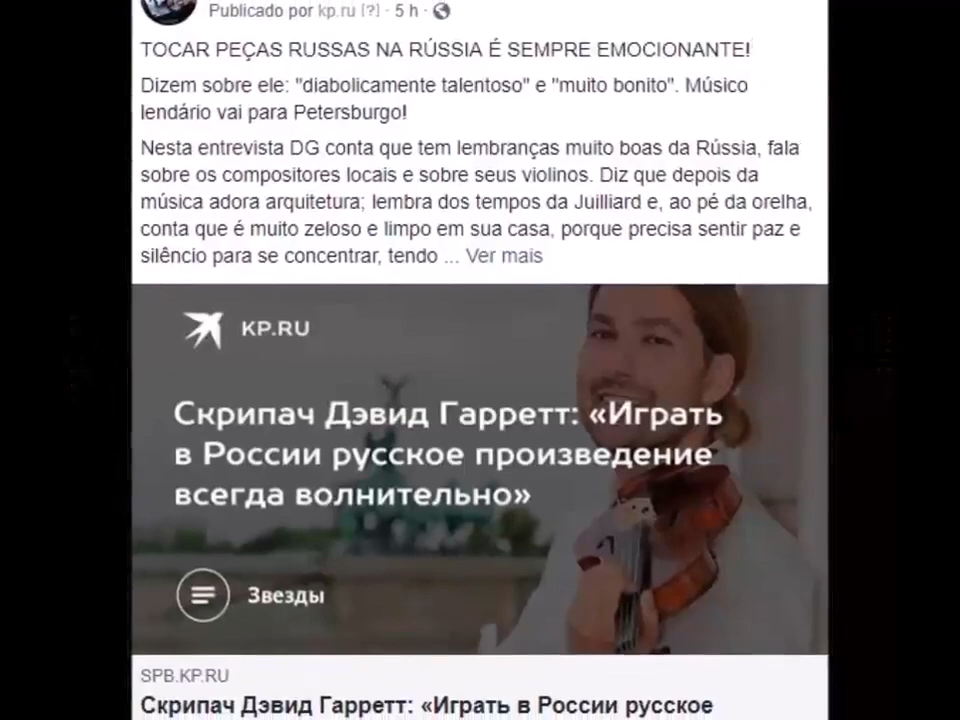 Publicado por kp.ru [?] · 5 h ·
TOCAR PEÇAS RUSSAS NA RÚSSIA É SEMPRE EMOCIONANTE!
Dizem sobre ele: "diabolicamente talentoso" e "muito bonito". Músico
lendário vai para Petersburgo!
Nesta entrevista DG conta que tem lembranças muito boas da Rússia, fala
sobre os compositores locais e sobre seus violinos. Diz que depois da
música adora arquitetura; lembra dos tempos da Juilliard e, ao pé da orelha,
conta que é muito zeloso e limpo em sua casa, porque precisa sentir paz e
silêncio para se concentrar, tendo ... Ver mais
KP.RU
Скрипач Дэвид Гарретт: «Играть
в России русское произведение
всегда волнительно»
Звезды
SPB.KP.RU
Скрипач Дэвид Гарретт: «Играть в России русское